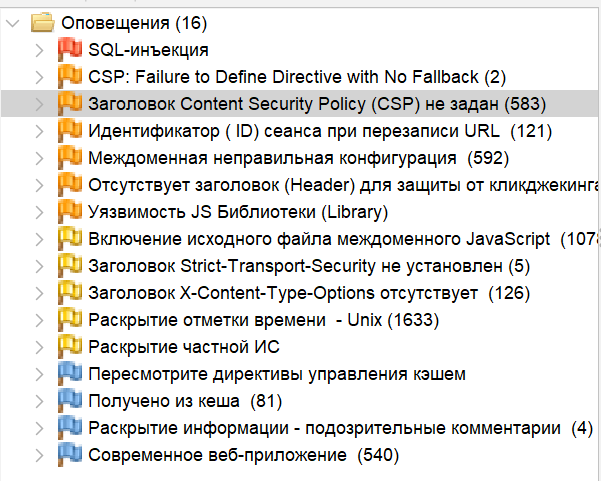 Оповещения (16)
SQL-инъекция
CSP: Failure to Define Directive with No Fallback (2)
Заголовок Content Security Policy (CSP) не задан (583)
Идентификатор ( ID) сеанса при перезаписи URL (121)
Междоменная неправильная конфигурация (592)
Отсутствует заголовок (Header) для защиты от кликджекинга
Уязвимость JS Библиотеки (Library)
Включение исходного файла междоменного JavaScript (1078
Заголовок Strict-Transport-Security не установлен (5)
Заголовок X-Content-Type-Options отсутствует (126)
Раскрытие отметки времени - Unix (1633)
Раскрытие частной ИС
Пересмотрите директивы управления кэшем
Получено из кеша (81)
Раскрытие информации - подозрительные комментарии (4)
Современное веб-приложение (540)